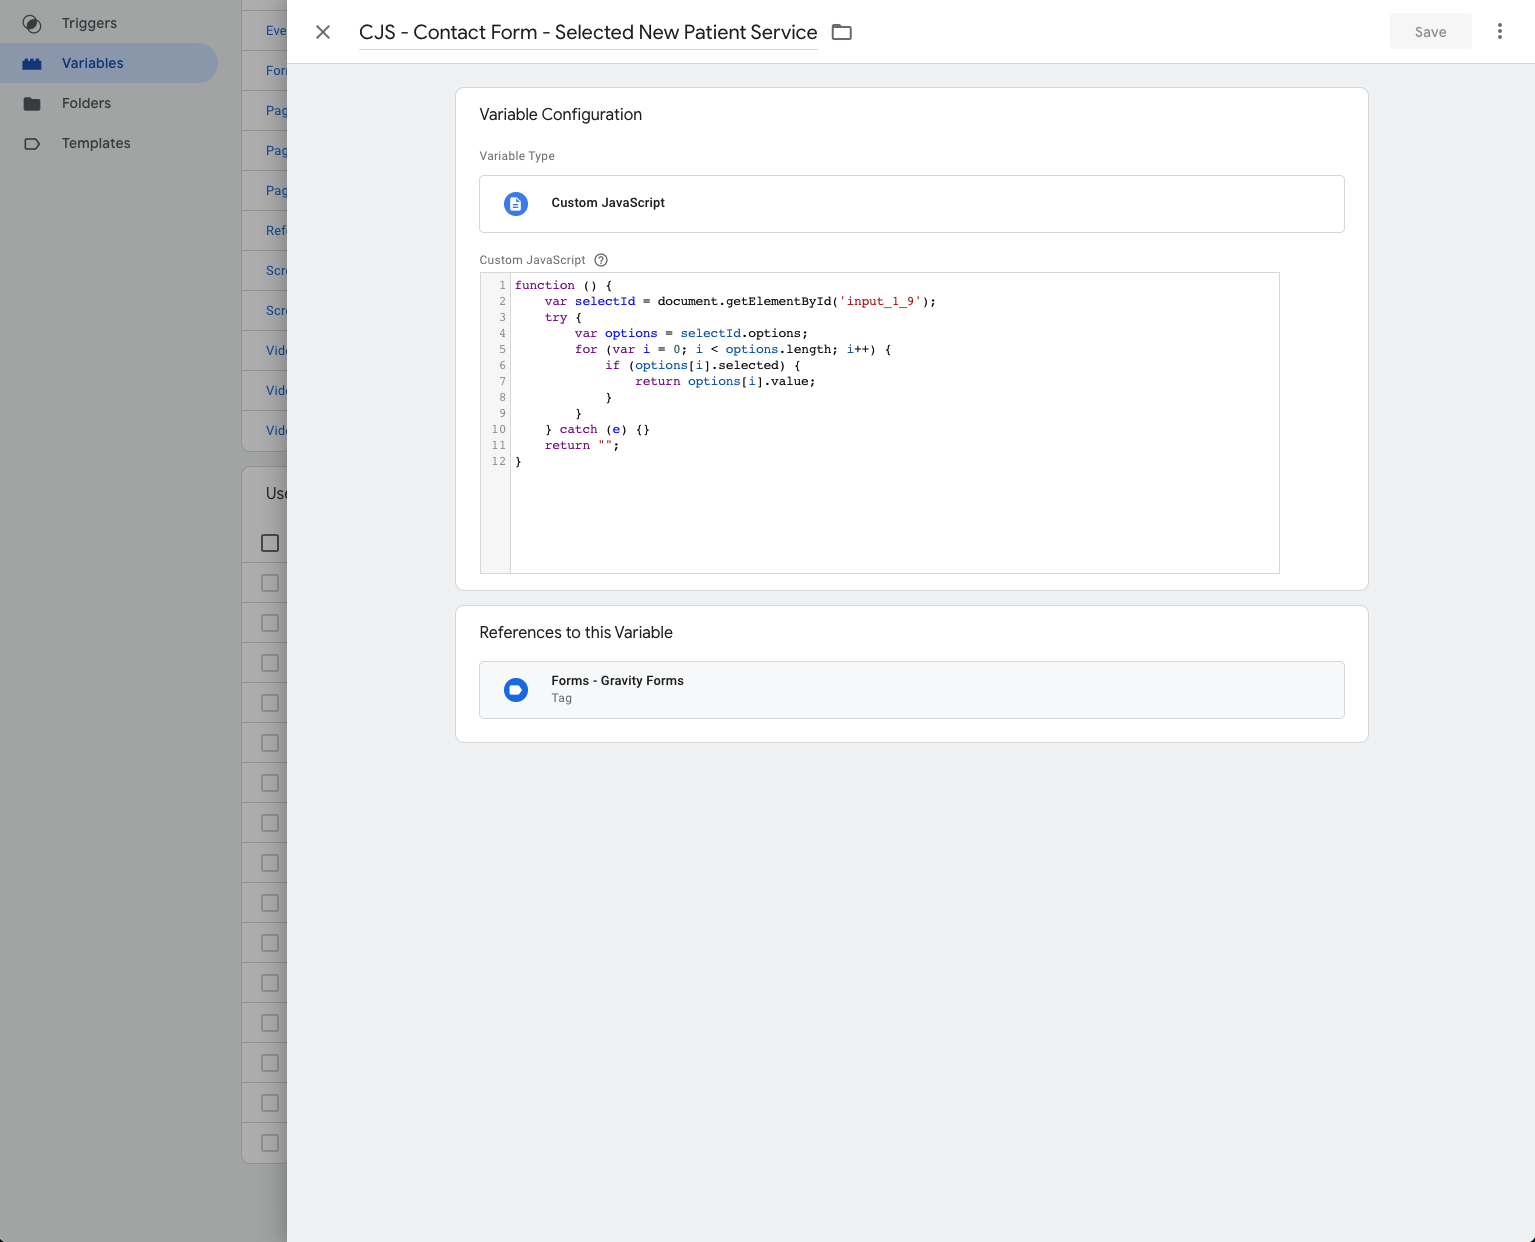 Triggers
Variables
Folders
Templates
CJS - Contact Form - Selected New Patient Service
Save
Variable Configuration
Variable Type
Custom JavaScript
Custom JavaScript
1 function () {
2     var selectId = document.getElementById('input_1_9');
3     try {
4         var options = selectId.options;
5         for (var i = 0; i < options.length; i++) {
6             if (options[i].selected) {
7                 return options[i].value;
8             }
9         }
10     } catch (e) {}
11     return "";
12 }
References to this Variable
Forms - Gravity Forms
Tag
Eve
For
Pag
Pag
Pag
Ref
Scr
Scr
Vid
Vid
Vid
Use